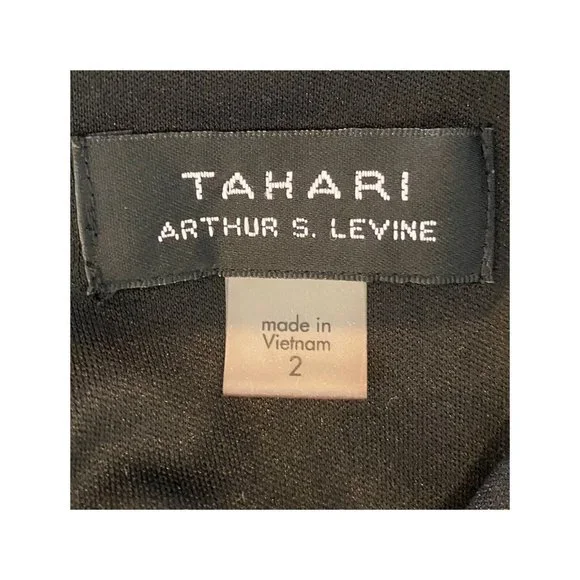 TAHARI
ARTHUR S. LEVINE
made in
Vietnam
2